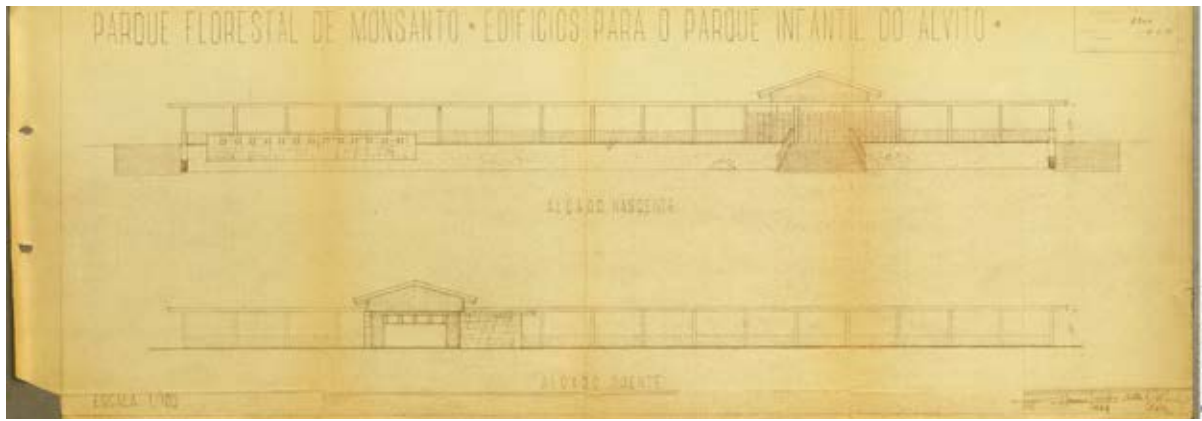 PARQUE FLORESTAL DE MONSANTO • EDIFICIOS PARA O PARQUE INFANTIL DO ALVITO •
ALÇADO NASCENTE
ALÇADO POENTE
ESCALA 1/100